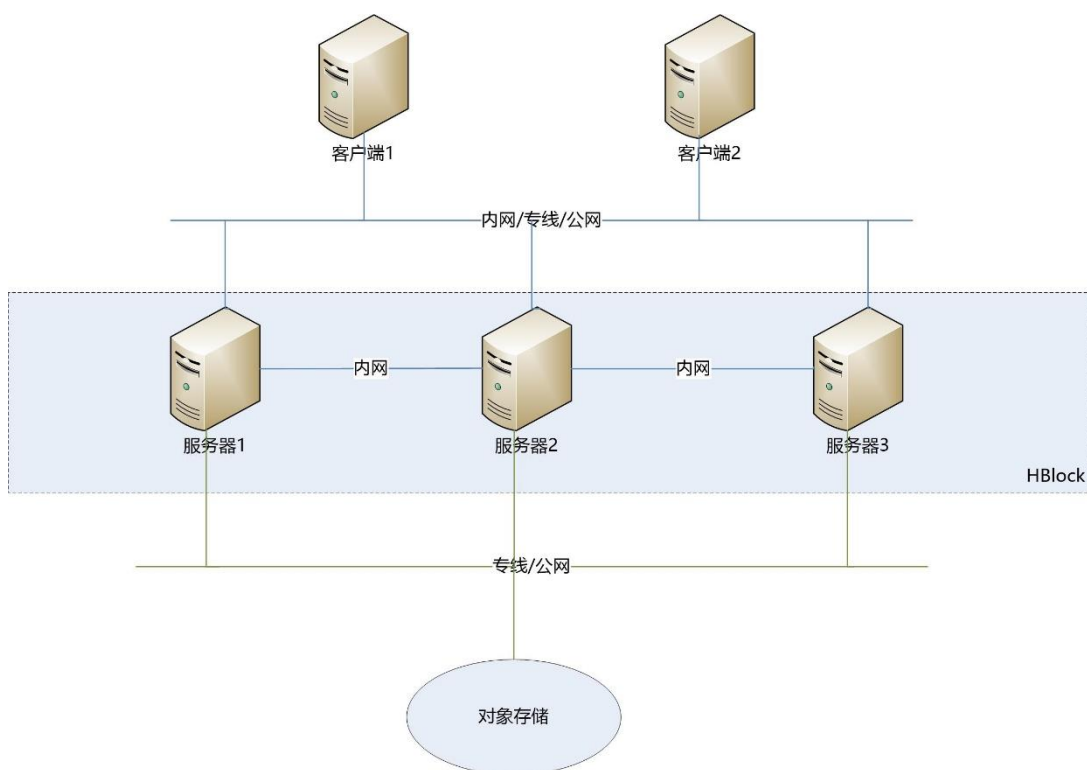 客户端1
客户端2
内网/专线/公网
内网
内网
服务器1
服务器2
服务器3
HBlock
专线/公网
对象存储